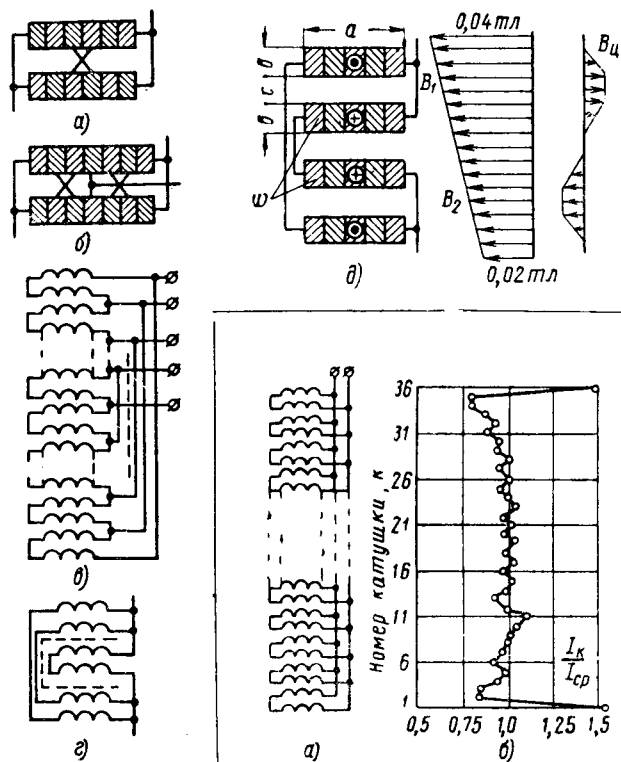 а)
б)
в)
г)
а
в
с
в
w
д)
0,04 тл
B₁
B₂
0,02 тл
Bц
а)
Номер катушки, к
36
31
26
21
16
11
6
1
0,5
0,75
1,0
1,25
1,5
Iк
Iср
б)